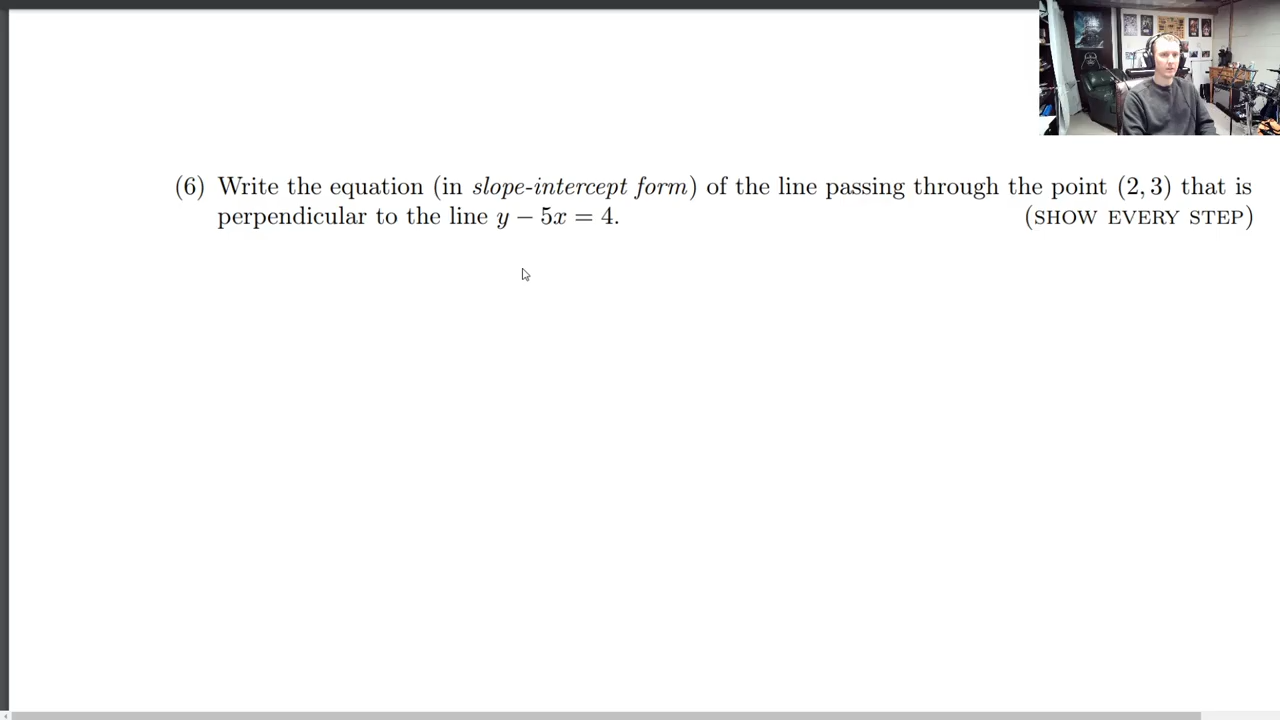 (6) Write the equation (in slope-intercept form) of the line passing through the point (2, 3) that is
perpendicular to the line y − 5x = 4. (SHOW EVERY STEP)